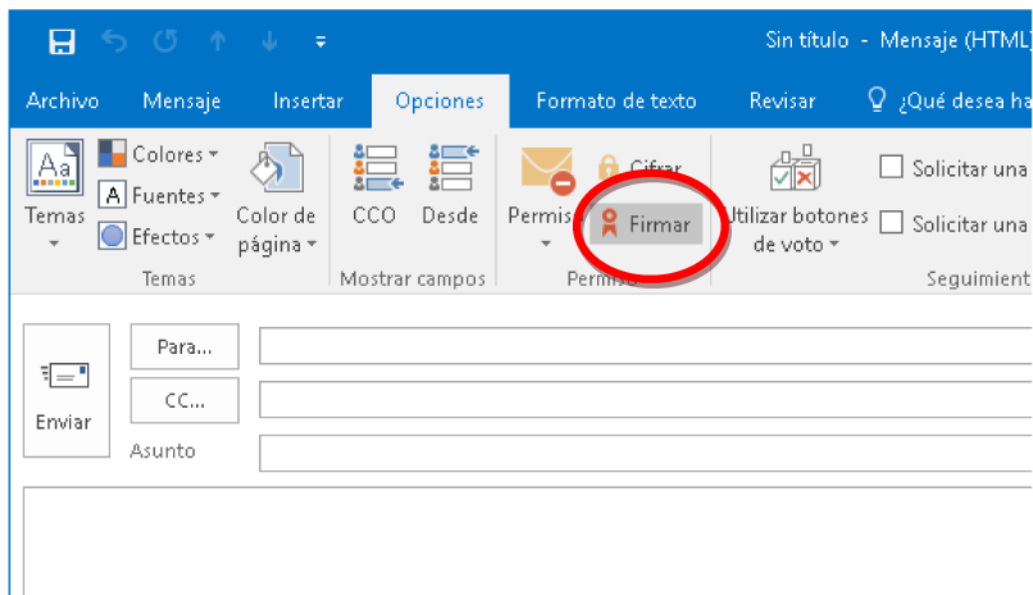 Sin título - Mensaje (HTML)
Archivo Mensaje Insertar Opciones Formato de texto Revisar ¿Qué desea ha
Aa Temas
Colores
A Fuentes
Efectos
Color de
página
Temas
CCO Desde
Mostrar campos
Cifrar
Firmar
Permiso
Utilizar botones
de voto
Solicitar una
Solicitar una
Seguimient
Enviar
Para...
CC...
Asunto